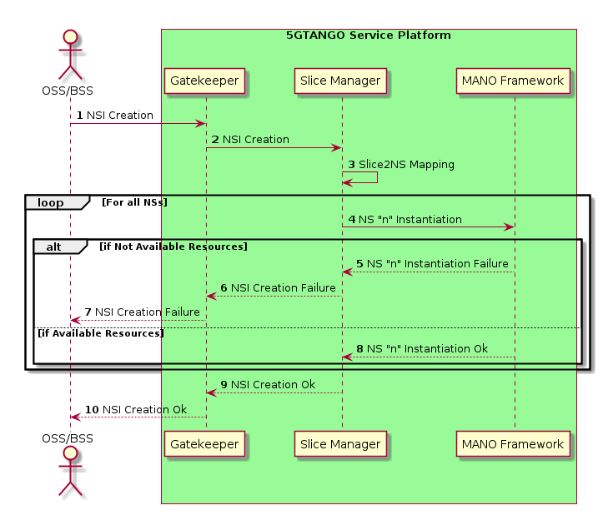 5GTANGO Service Platform
OSS/BSS
Gatekeeper
Slice Manager
MANO Framework
1 NSI Creation
2 NSI Creation
3 Slice2NS Mapping
loop [For all NSs]
4 NS "n" Instantiation
alt [if Not Available Resources]
5 NS "n" Instantiation Failure
6 NSI Creation Failure
7 NSI Creation Failure
[if Available Resources]
8 NS "n" Instantiation Ok
9 NSI Creation Ok
10 NSI Creation Ok
OSS/BSS
Gatekeeper
Slice Manager
MANO Framework